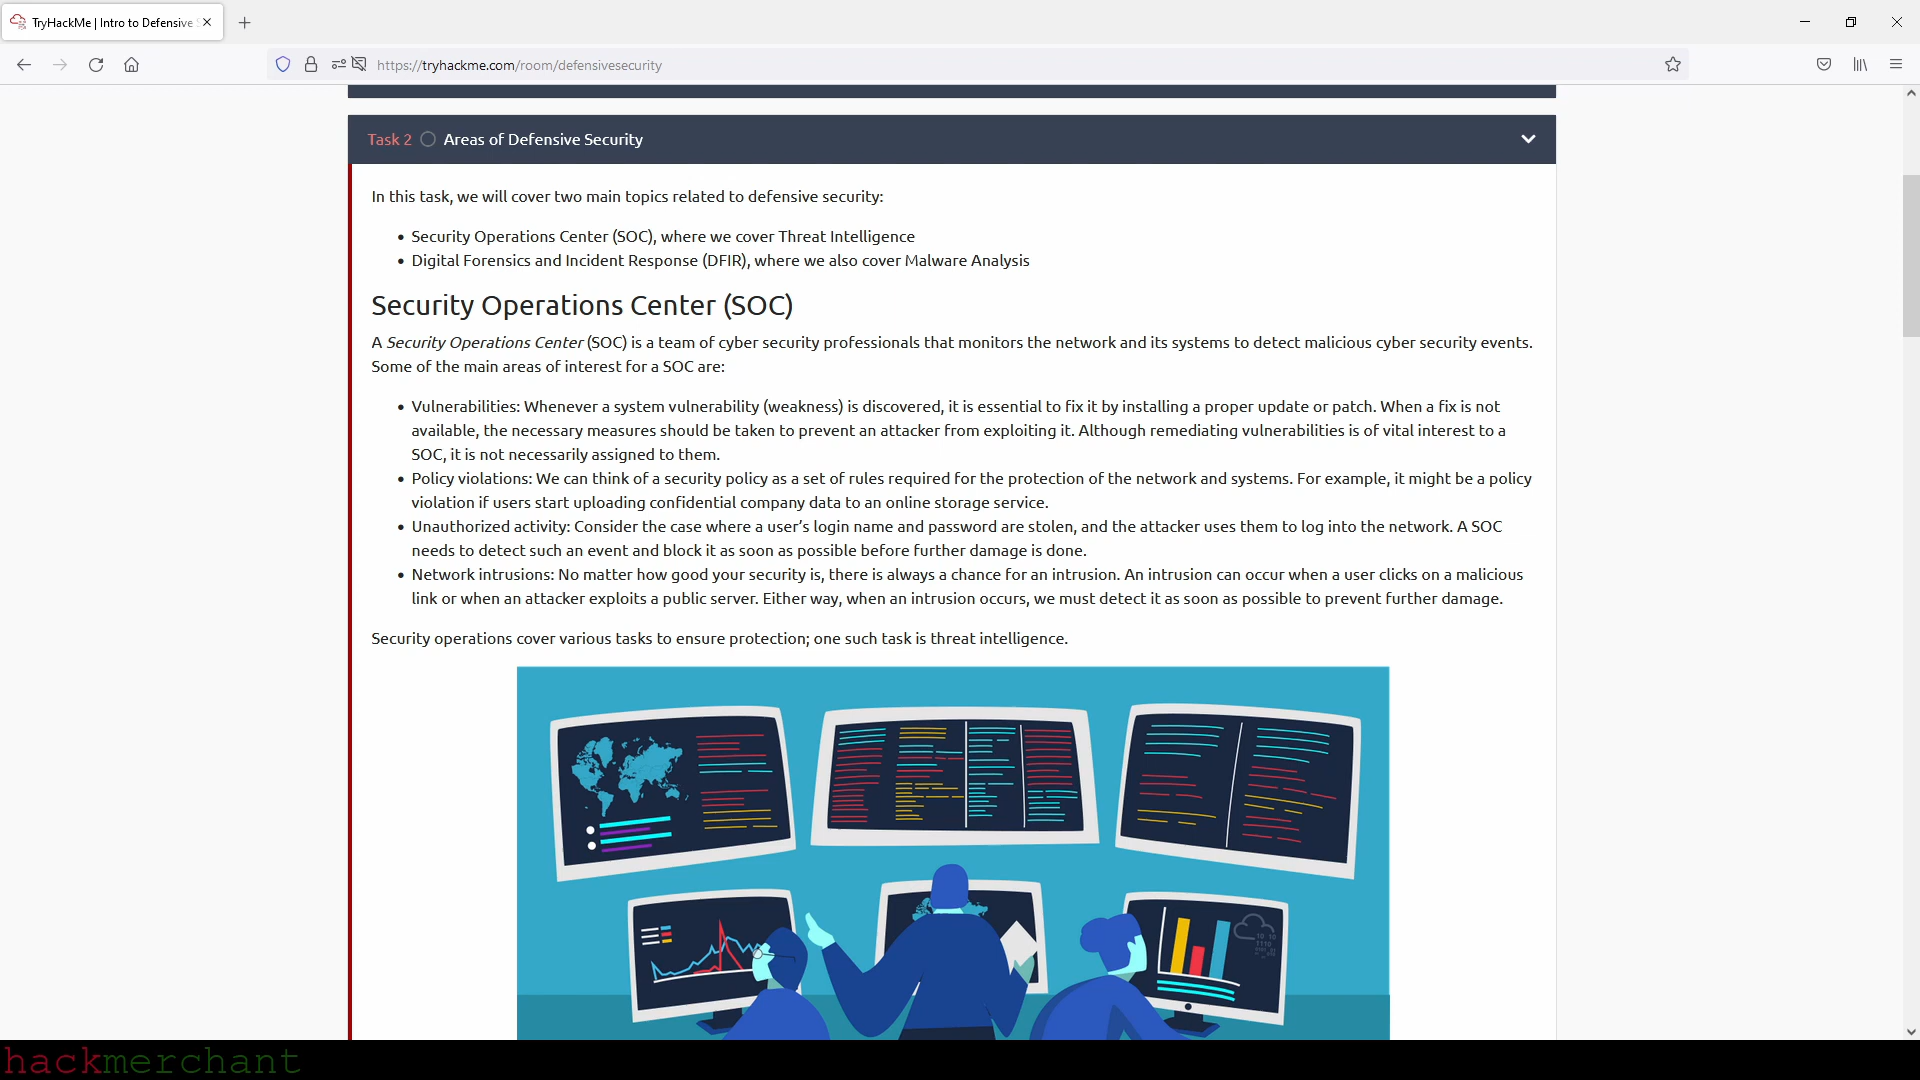 TryHackMe | Intro to Defensive
https://tryhackme.com/room/defensivesecurity
Task 2 Areas of Defensive Security
In this task, we will cover two main topics related to defensive security:
• Security Operations Center (SOC), where we cover Threat Intelligence
• Digital Forensics and Incident Response (DFIR), where we also cover Malware Analysis
Security Operations Center (SOC)
A Security Operations Center (SOC) is a team of cyber security professionals that monitors the network and its systems to detect malicious cyber security events.
Some of the main areas of interest for a SOC are:
• Vulnerabilities: Whenever a system vulnerability (weakness) is discovered, it is essential to fix it by installing a proper update or patch. When a fix is not
available, the necessary measures should be taken to prevent an attacker from exploiting it. Although remediating vulnerabilities is of vital interest to a
SOC, it is not necessarily assigned to them.
• Policy violations: We can think of a security policy as a set of rules required for the protection of the network and systems. For example, it might be a policy
violation if users start uploading confidential company data to an online storage service.
• Unauthorized activity: Consider the case where a user’s login name and password are stolen, and the attacker uses them to log into the network. A SOC
needs to detect such an event and block it as soon as possible before further damage is done.
• Network intrusions: No matter how good your security is, there is always a chance for an intrusion. An intrusion can occur when a user clicks on a malicious
link or when an attacker exploits a public server. Either way, when an intrusion occurs, we must detect it as soon as possible to prevent further damage.
Security operations cover various tasks to ensure protection; one such task is threat intelligence.
hackmerchant